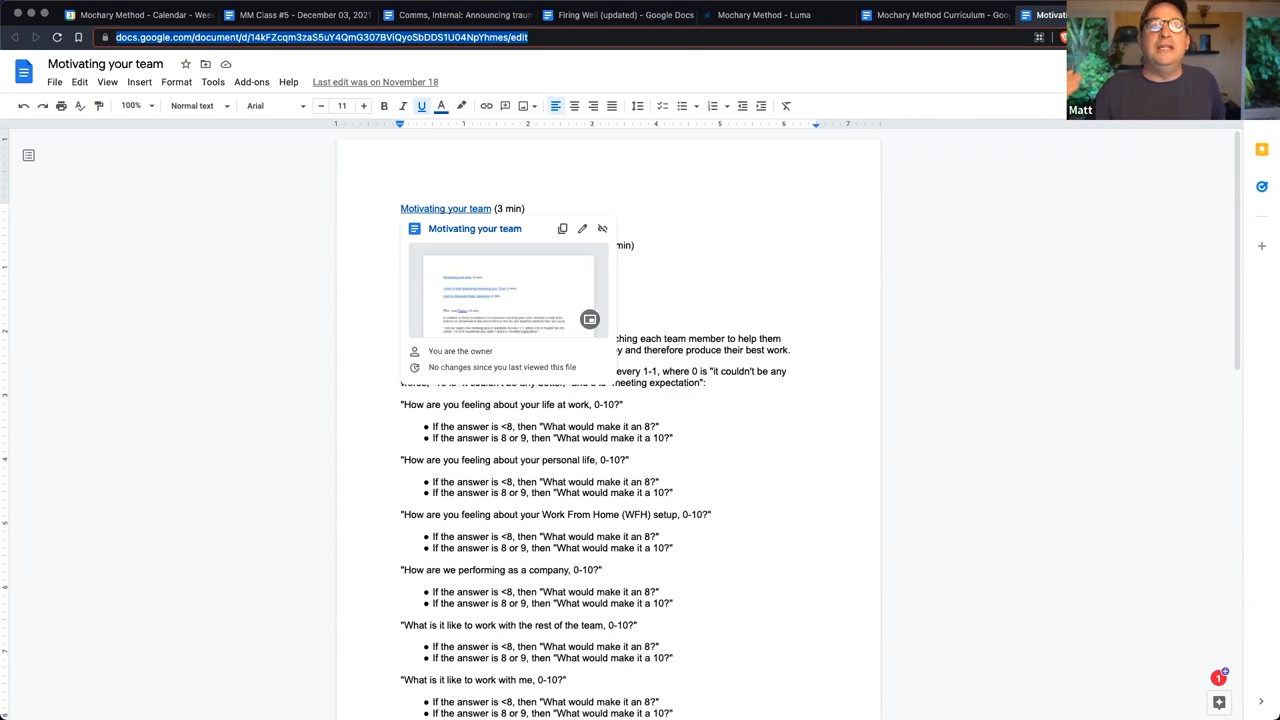 Mochary Method - Calendar - Week
MM Class #5 - December 03, 2021
Comms, Internal: Announcing traum
Firing Well (updated) - Google Docs
Mochary Method - Luma
Mochary Method Curriculum - Goog
Motivati
docs.google.com/document/d/14kFZcqm3zaS5uY4QmG307BViQyoSbDDS1U04NpYhmes/edit
Motivating your team
File Edit View Insert Format Tools Add-ons Help Last edit was on November 18
100% Normal text Arial 11
Matt
1 1 2 3 4 5 6 7
Motivating your team (3 min)
Motivating your team
min)
You are the owner
No changes since you last viewed this file
ching each team member to help them
y and therefore produce their best work.
every 1-1, where 0 is "it couldn't be any
"meeting expectation":
"How are you feeling about your life at work, 0-10?"
● If the answer is <8, then "What would make it an 8?"
● If the answer is 8 or 9, then "What would make it a 10?"
"How are you feeling about your personal life, 0-10?"
● If the answer is <8, then "What would make it an 8?"
● If the answer is 8 or 9, then "What would make it a 10?"
"How are you feeling about your Work From Home (WFH) setup, 0-10?"
● If the answer is <8, then "What would make it an 8?"
● If the answer is 8 or 9, then "What would make it a 10?"
"How are we performing as a company, 0-10?"
● If the answer is <8, then "What would make it an 8?"
● If the answer is 8 or 9, then "What would make it a 10?"
"What is it like to work with the rest of the team, 0-10?"
● If the answer is <8, then "What would make it an 8?"
● If the answer is 8 or 9, then "What would make it a 10?"
"What is it like to work with me, 0-10?"
● If the answer is <8, then "What would make it an 8?"
● If the answer is 8 or 9, then "What would make it a 10?"
1